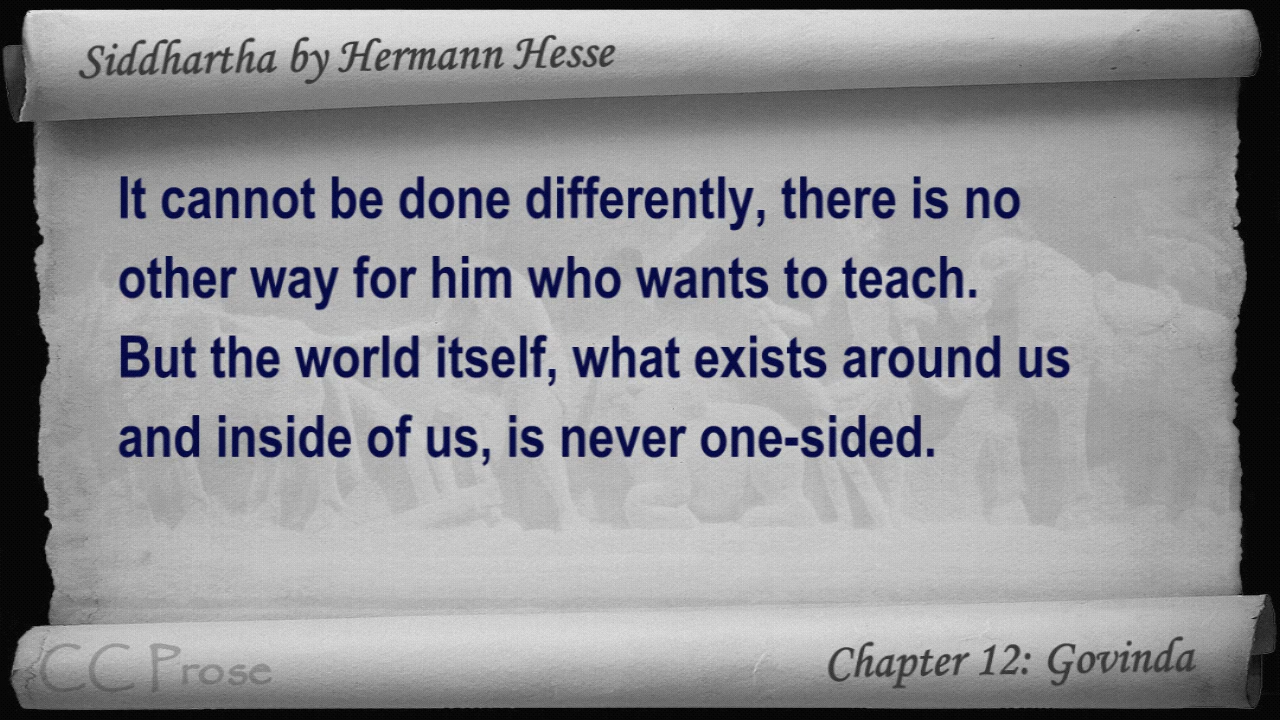 Siddhartha by Hermann Hesse
It cannot be done differently, there is no
other way for him who wants to teach.
But the world itself, what exists around us
and inside of us, is never one-sided.
CC Prose
Chapter 12: Govinda